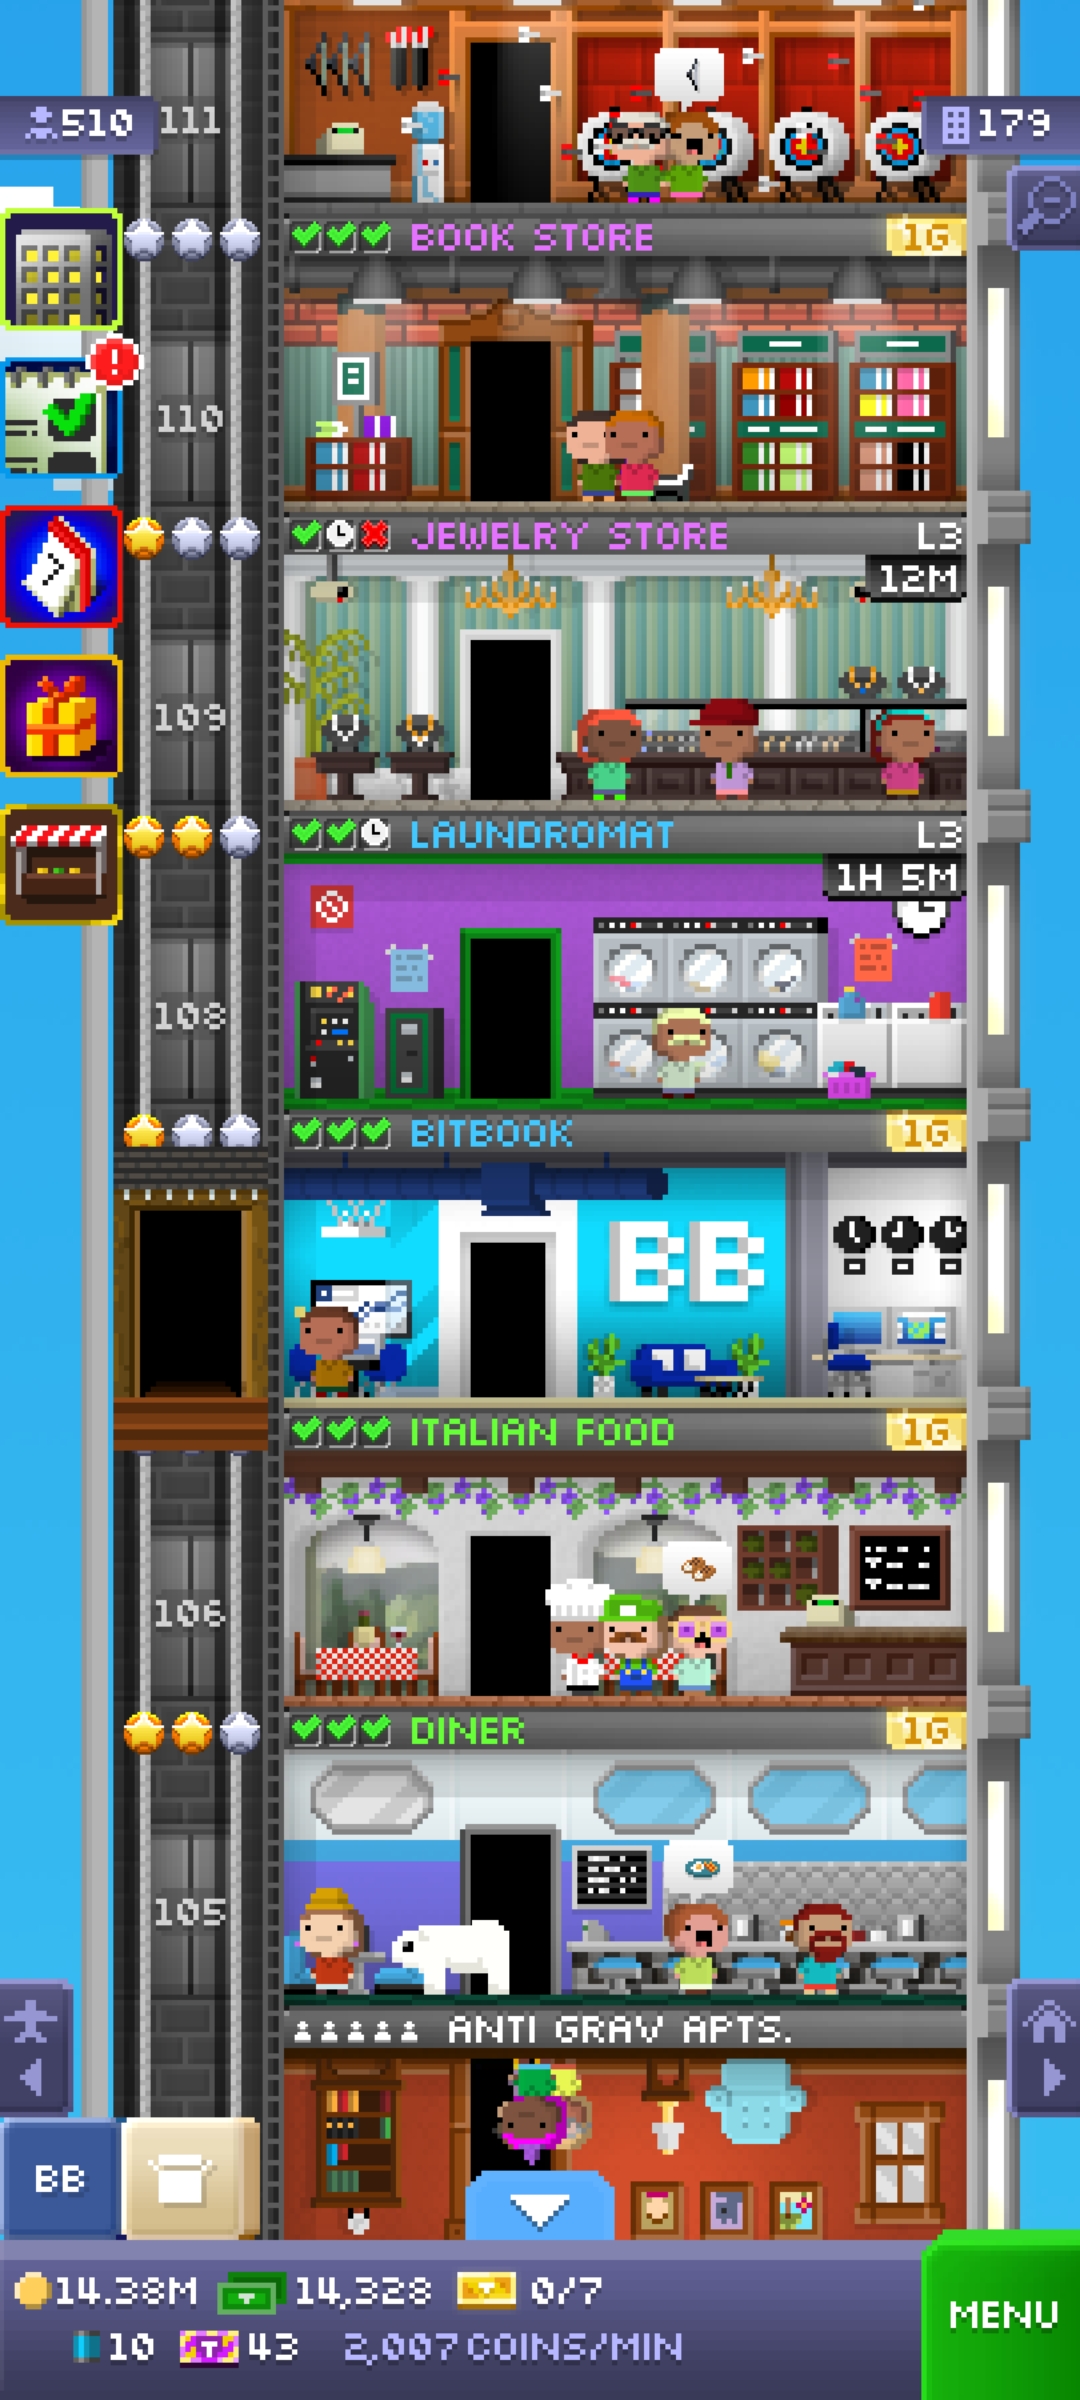 510
111
179
BOOK STORE
1G
110
JEWELRY STORE
L3
12M
109
LAUNDROMAT
L3
1H 5M
108
BITBOOK
1G
BB
ITALIAN FOOD
1G
106
DINER
1G
105
ANTI GRAV APTS.
BB
14.38M
14,328
0/7
MENU
10
43
2,007 COINS/MIN